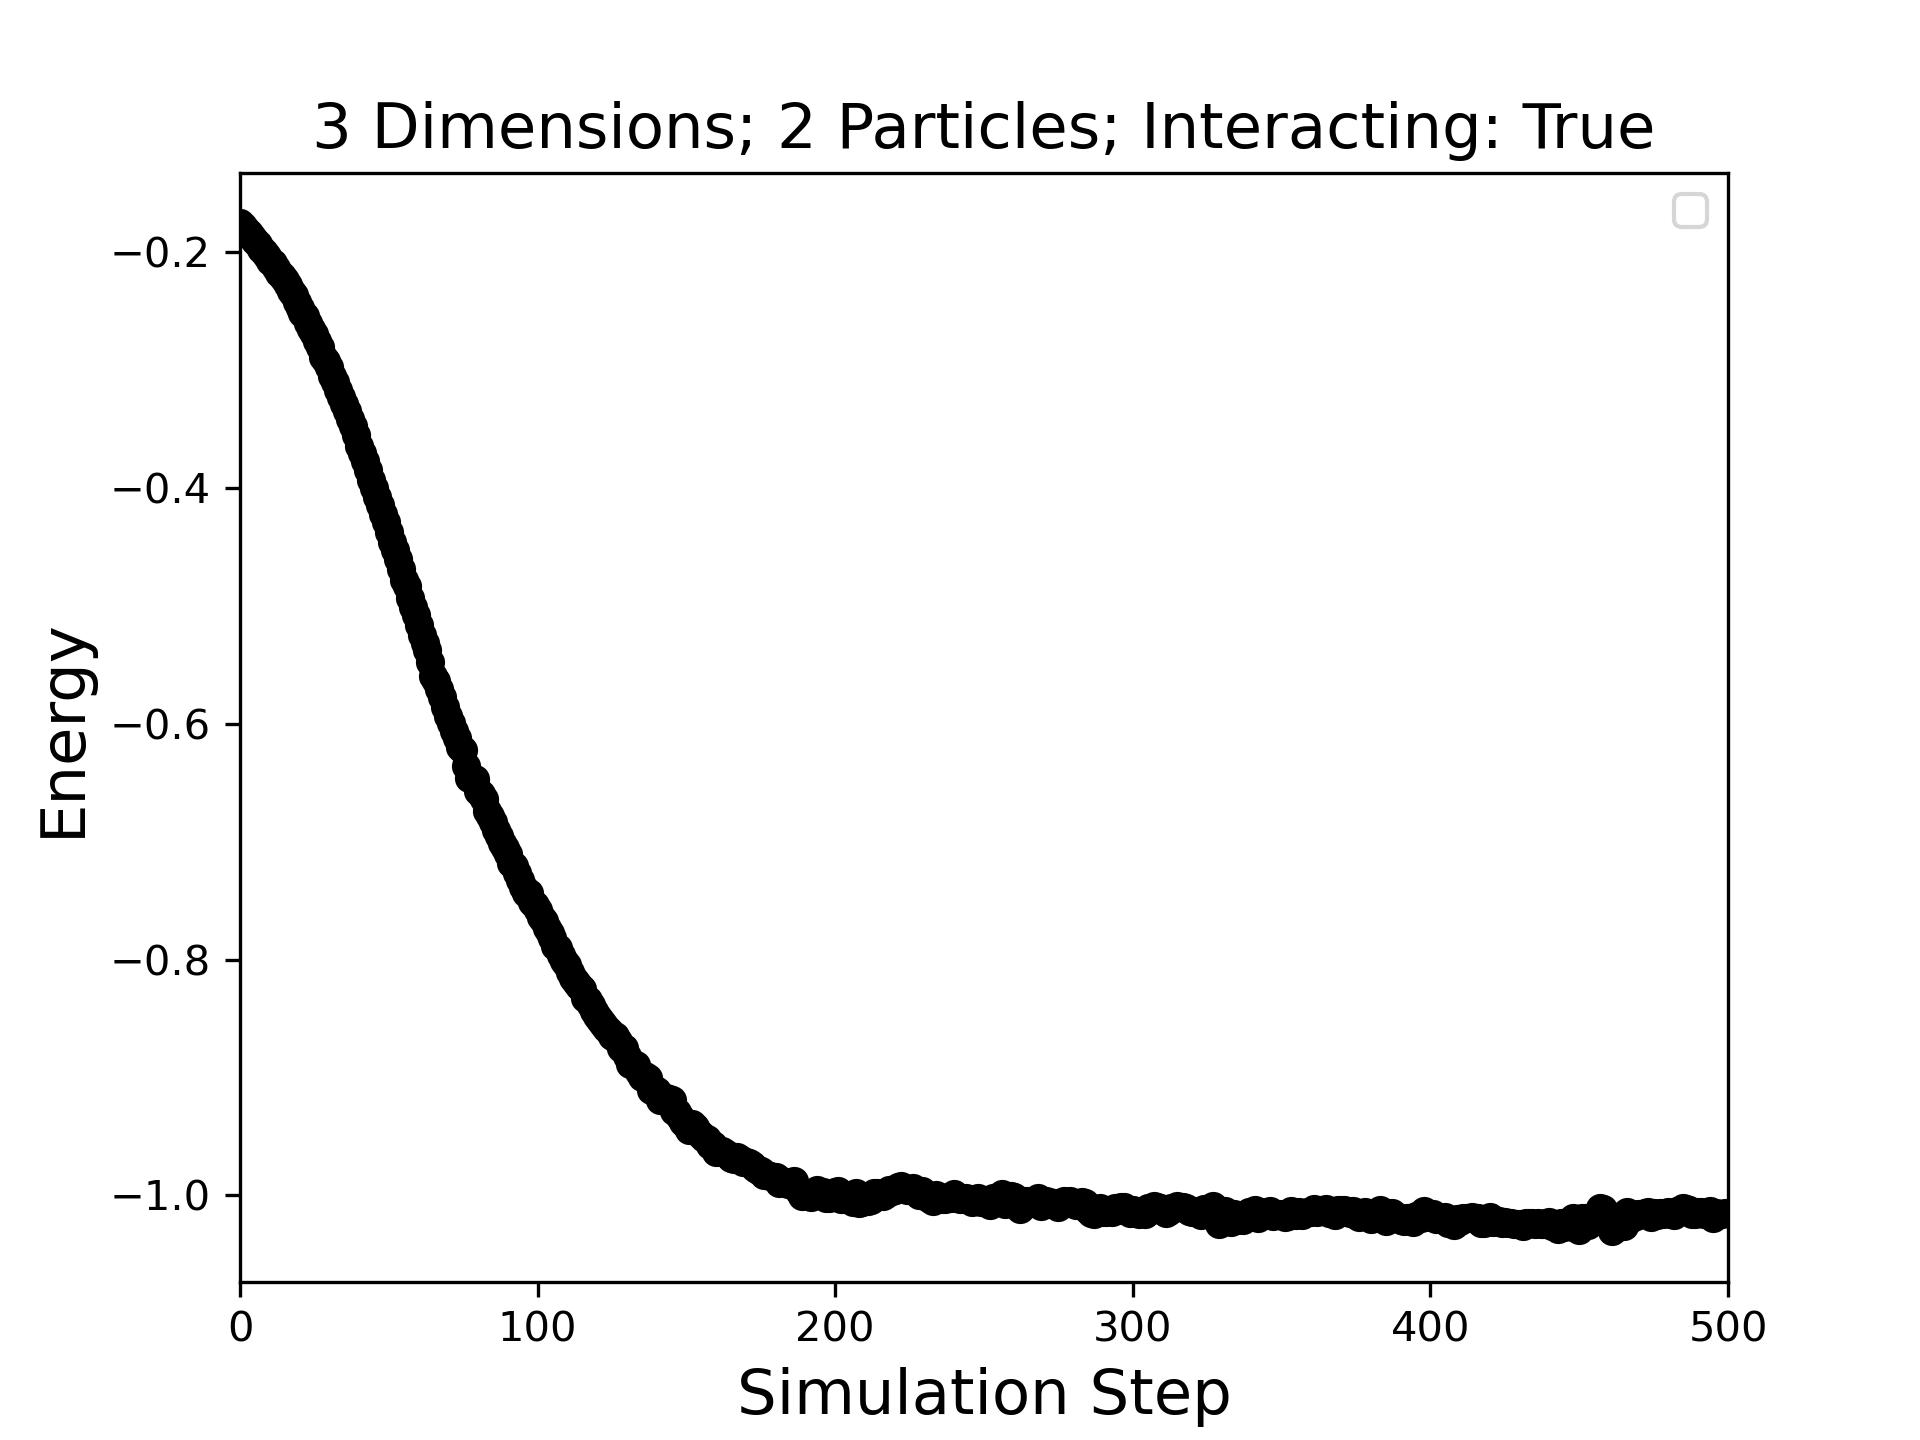 3 Dimensions; 2 Particles; Interacting: True
−0.2
−0.4
−0.6
−0.8
−1.0
Energy
0 100 200 300 400 500
Simulation Step